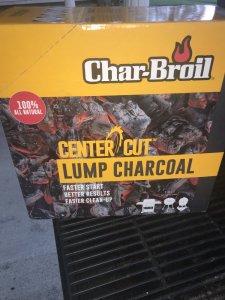 Char-Broil
100%
ALL NATURAL
CENTER CUT
LUMP CHARCOAL
FASTER START
BETTER RESULTS
EASIER CLEAN-UP